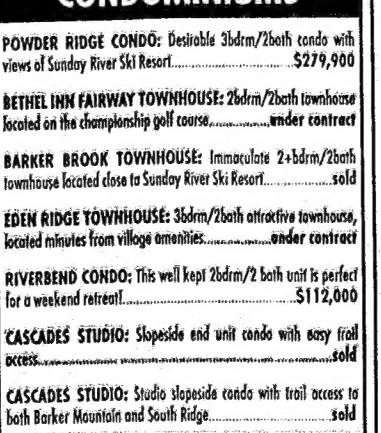 CONDOMINIUMS
POWDER RIDGE CONDO: Desirable 3bdrm/2bath condo with
views of Sunday River Ski Resort..............................$279,900
BETHEL INN FAIRWAY TOWNHOUSE: 2bdrm/2bath townhouse
located on the championship golf course................under contract
BARKER BROOK TOWNHOUSE: Immaculate 2+bdrm/2bath
townhouse located close to Sunday River Ski Resort..................sold
EDEN RIDGE TOWNHOUSE: 3bdrm/2bath attractive townhouse,
located minutes from village amenities..................under contract
RIVERBEND CONDO: This well kept 2bdrm/2 bath unit is perfect
for a weekend retreat!..............................................$112,000
CASCADES STUDIO: Slopeside end unit condo with easy trail
access............................................................................sold
CASCADES STUDIO: Studio slopeside condo with trail access to
both Barker Mountain and South Ridge................................sold